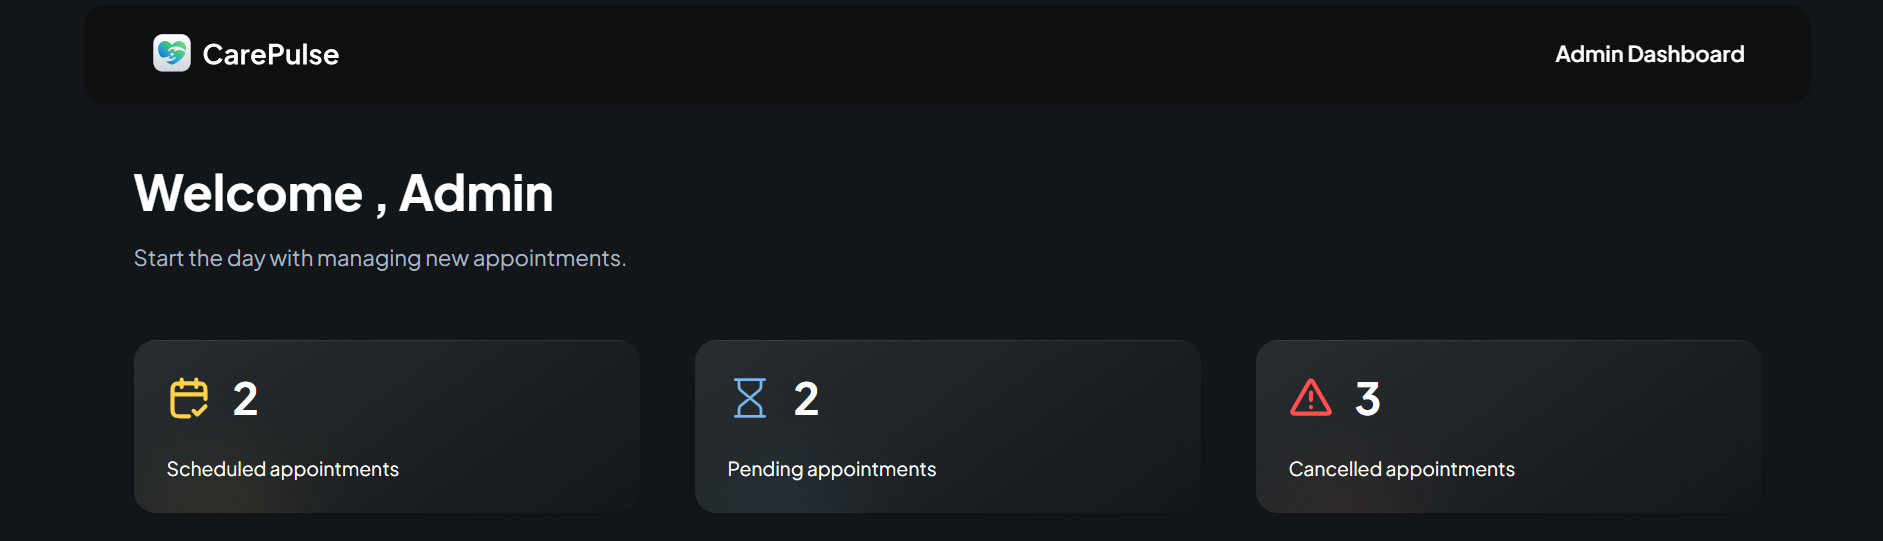 CarePulse
Admin Dashboard
Welcome , Admin
Start the day with managing new appointments.
2
Scheduled appointments
2
Pending appointments
3
Cancelled appointments